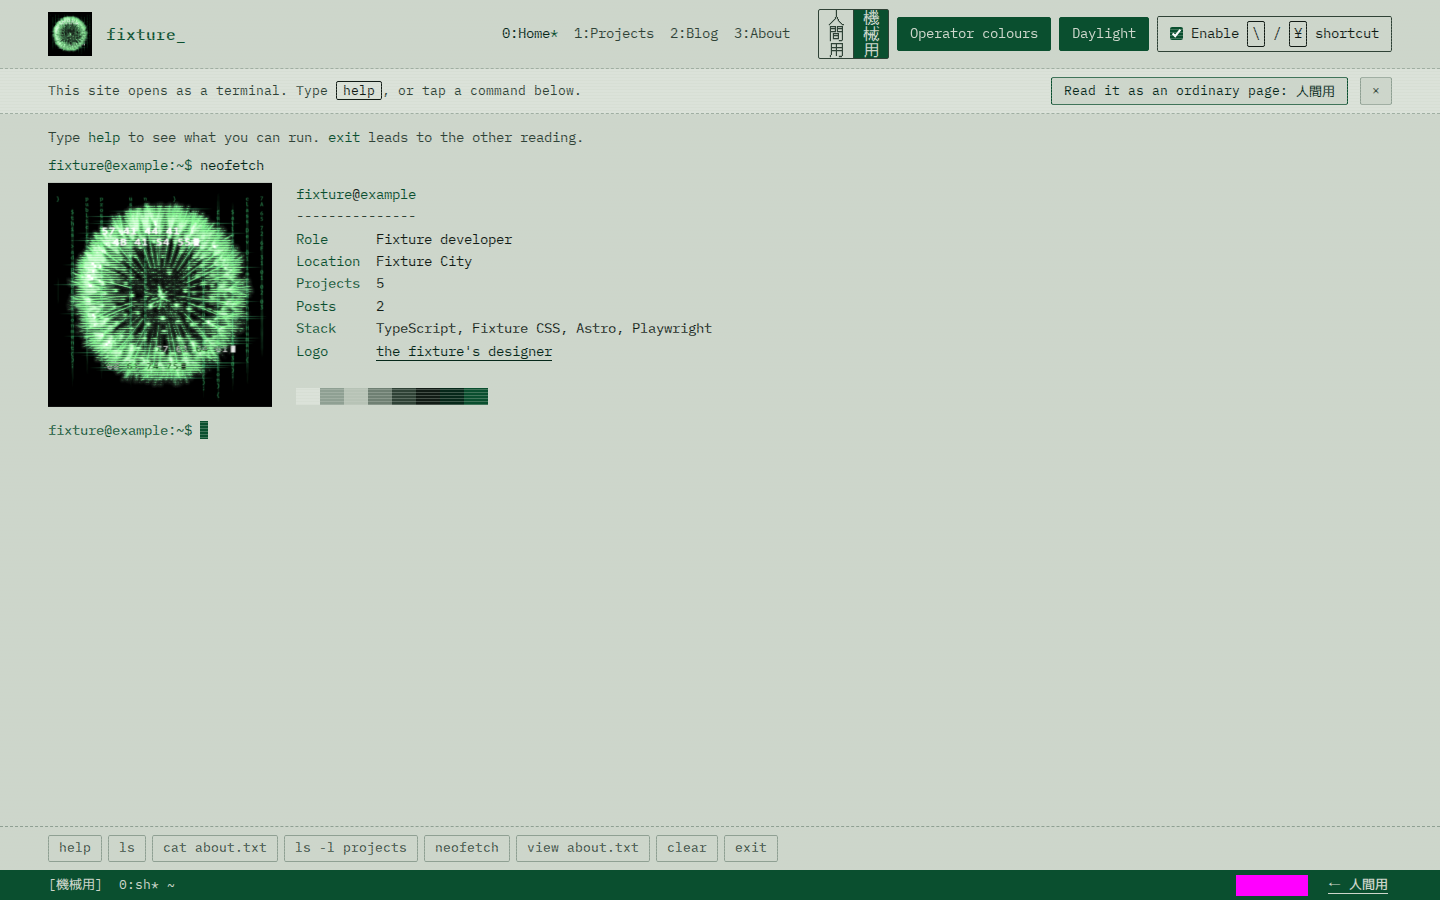 fixture_
0:Home* 1:Projects 2:Blog 3:About
人間用 機械用
Operator colours
Daylight
Enable \ / ¥ shortcut
This site opens as a terminal. Type help, or tap a command below.
Read it as an ordinary page: 人間用
×
Type help to see what you can run. exit leads to the other reading.
fixture@example:~$ neofetch
fixture@example
---------------
Role Fixture developer
Location Fixture City
Projects 5
Posts 2
Stack TypeScript, Fixture CSS, Astro, Playwright
Logo the fixture's designer
fixture@example:~$
help ls cat about.txt ls -l projects neofetch view about.txt clear exit
[機械用] 0:sh* ~
← 人間用